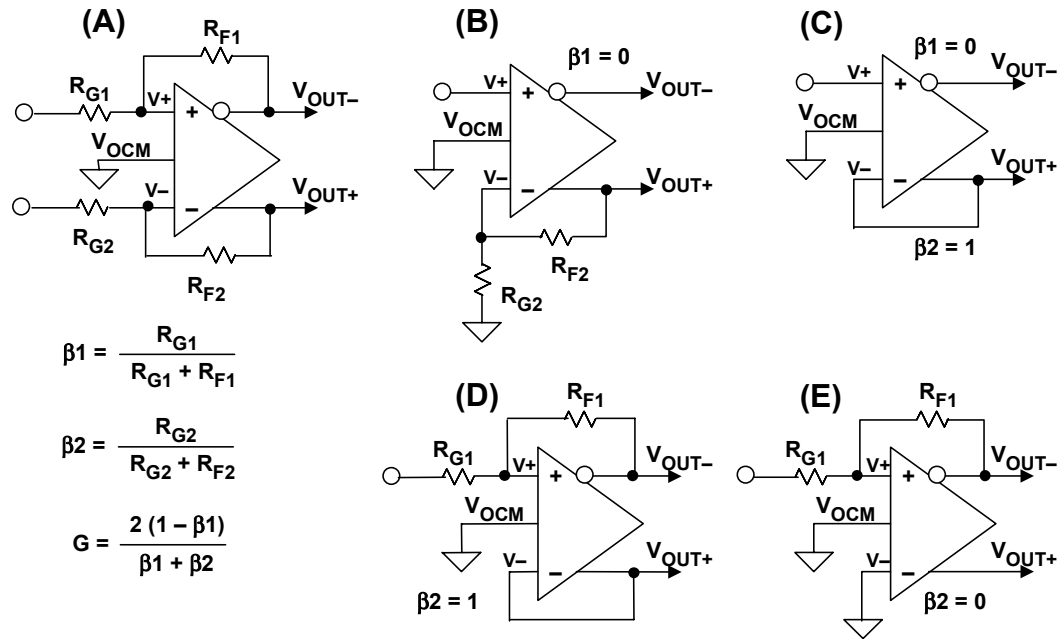 (A)
RF1
RG1
V+
+
VOUT–
VOCM
V–
–
VOUT+
RG2
RF2
(B)
β1 = 0
V+
+
VOUT–
VOCM
V–
–
VOUT+
RF2
RG2
(C)
β1 = 0
V+
+
VOUT–
VOCM
V–
–
VOUT+
β2 = 1
β1 = RG1 / RG1 + RF1
β2 = RG2 / RG2 + RF2
G = 2 (1 – β1) / β1 + β2
(D)
RF1
RG1
V+
+
VOUT–
VOCM
V–
–
VOUT+
β2 = 1
(E)
RF1
RG1
V+
+
VOUT–
VOCM
V–
–
VOUT+
β2 = 0